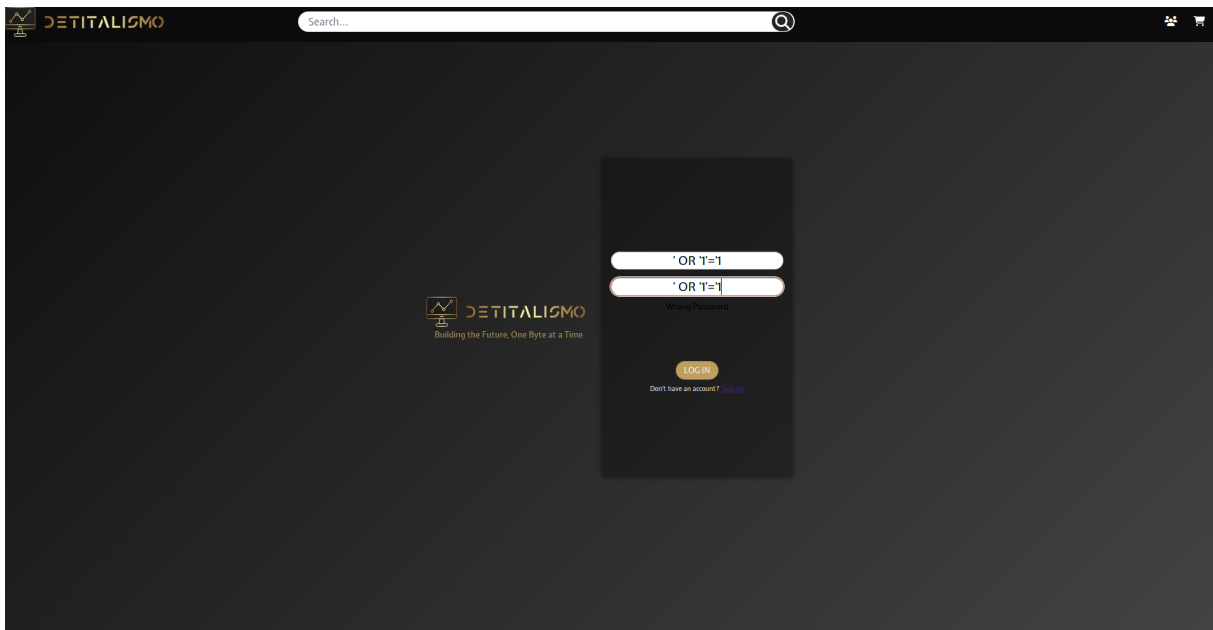 DETITALISMO
Search...
' OR '1'='1
' OR '1'='1
Wrong Password
DETITALISMO
Building the Future, One Byte at a Time
LOG IN
Don't have an account?